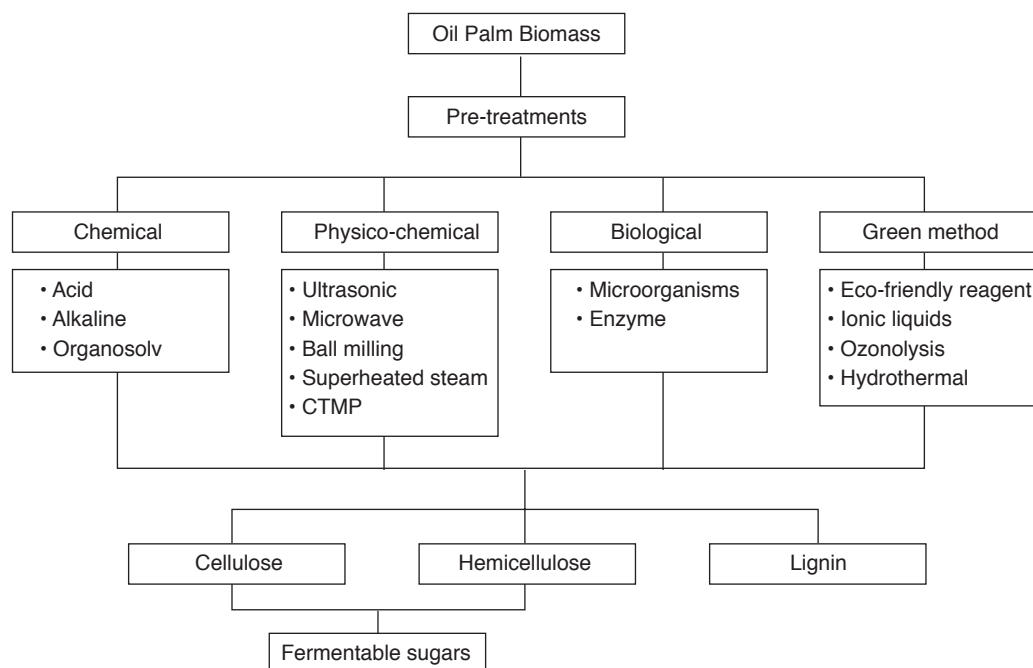 Oil Palm Biomass
Pre-treatments
Chemical
Physico-chemical
Biological
Green method
• Acid
• Alkaline
• Organosolv
• Ultrasonic
• Microwave
• Ball milling
• Superheated steam
• CTMP
• Microorganisms
• Enzyme
• Eco-friendly reagent
• Ionic liquids
• Ozonolysis
• Hydrothermal
Cellulose
Hemicellulose
Lignin
Fermentable sugars